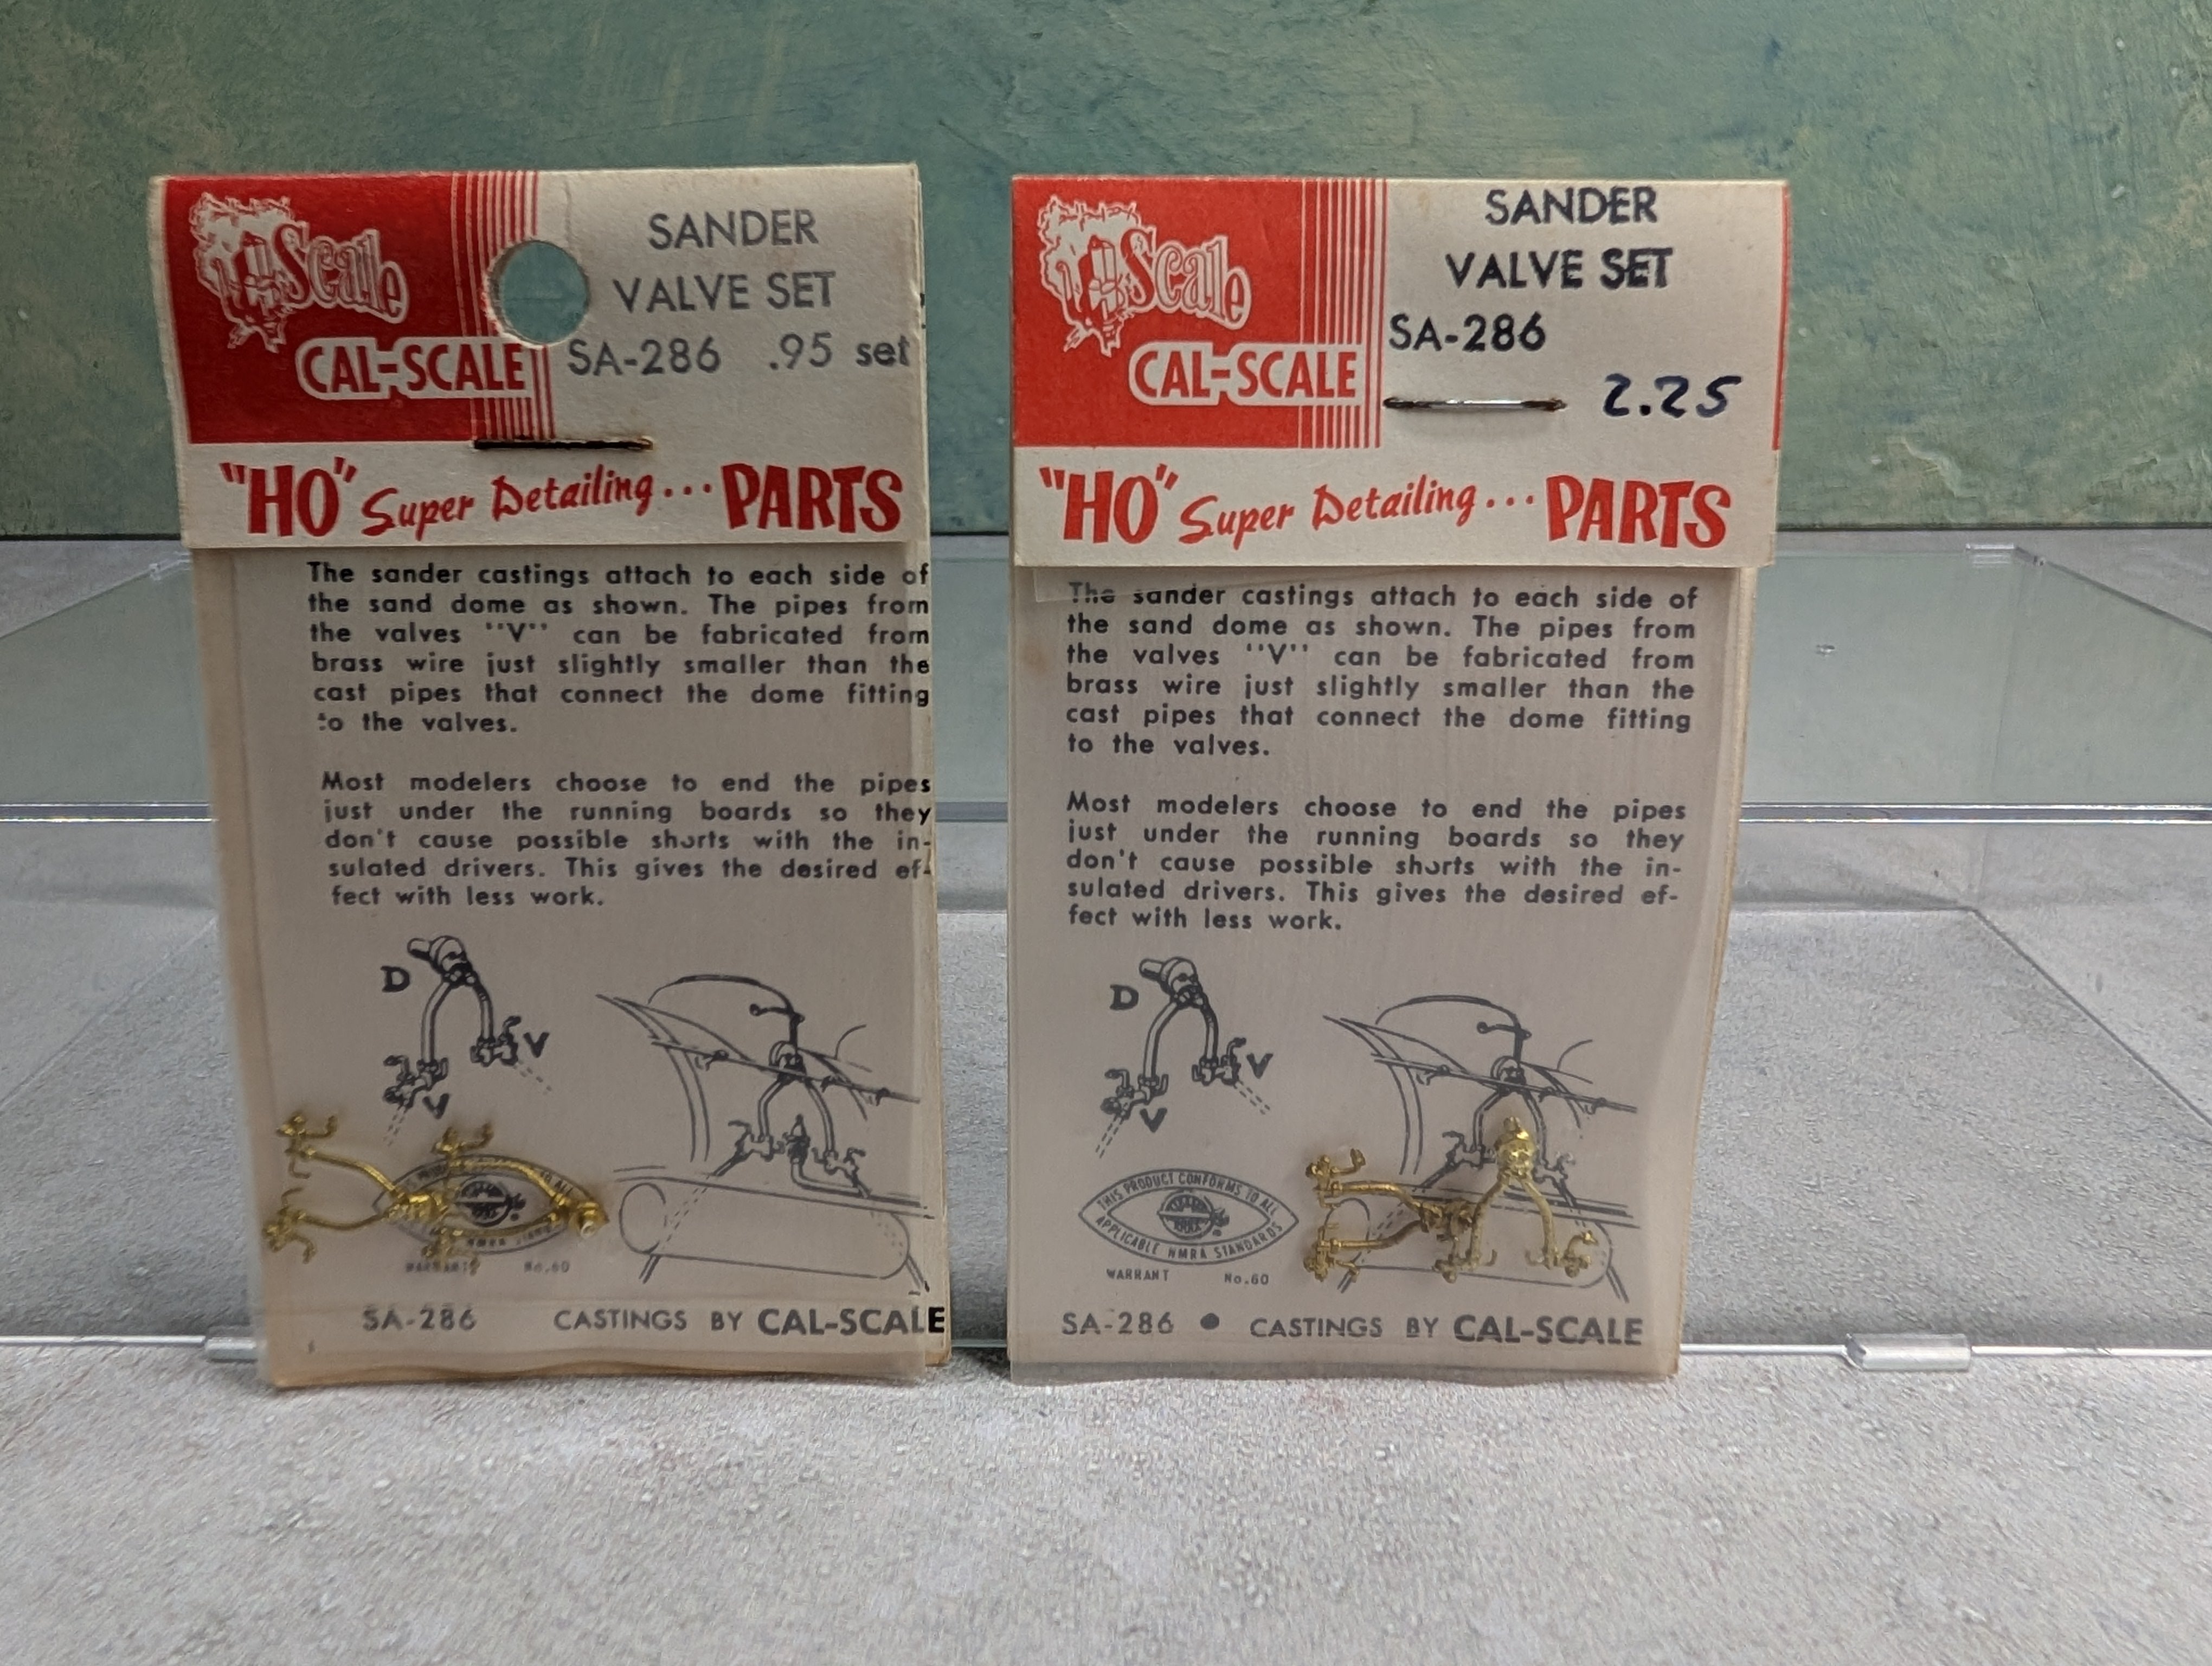 Scale
CAL-SCALE
SANDER
VALVE SET
SA-286 .95 set
"HO" Super Detailing... PARTS
The sander castings attach to each side of
the sand dome as shown. The pipes from
the valves "V" can be fabricated from
brass wire just slightly smaller than the
cast pipes that connect the dome fitting
to the valves.
Most modelers choose to end the pipes
just under the running boards so they
don't cause possible shorts with the in-
sulated drivers. This gives the desired ef-
fect with less work.
D
V
V
WARRANT No.60
SA-286 CASTINGS BY CAL-SCALE
Scale
CAL-SCALE
SANDER
VALVE SET
SA-286
2.25
"HO" Super Detailing... PARTS
The sander castings attach to each side of
the sand dome as shown. The pipes from
the valves "V" can be fabricated from
brass wire just slightly smaller than the
cast pipes that connect the dome fitting
to the valves.
Most modelers choose to end the pipes
just under the running boards so they
don't cause possible shorts with the in-
sulated drivers. This gives the desired ef-
fect with less work.
D
V
V
THIS PRODUCT CONFORMS TO ALL
APPLICABLE NMRA STANDARDS
WARRANT No.60
SA-286 • CASTINGS BY CAL-SCALE